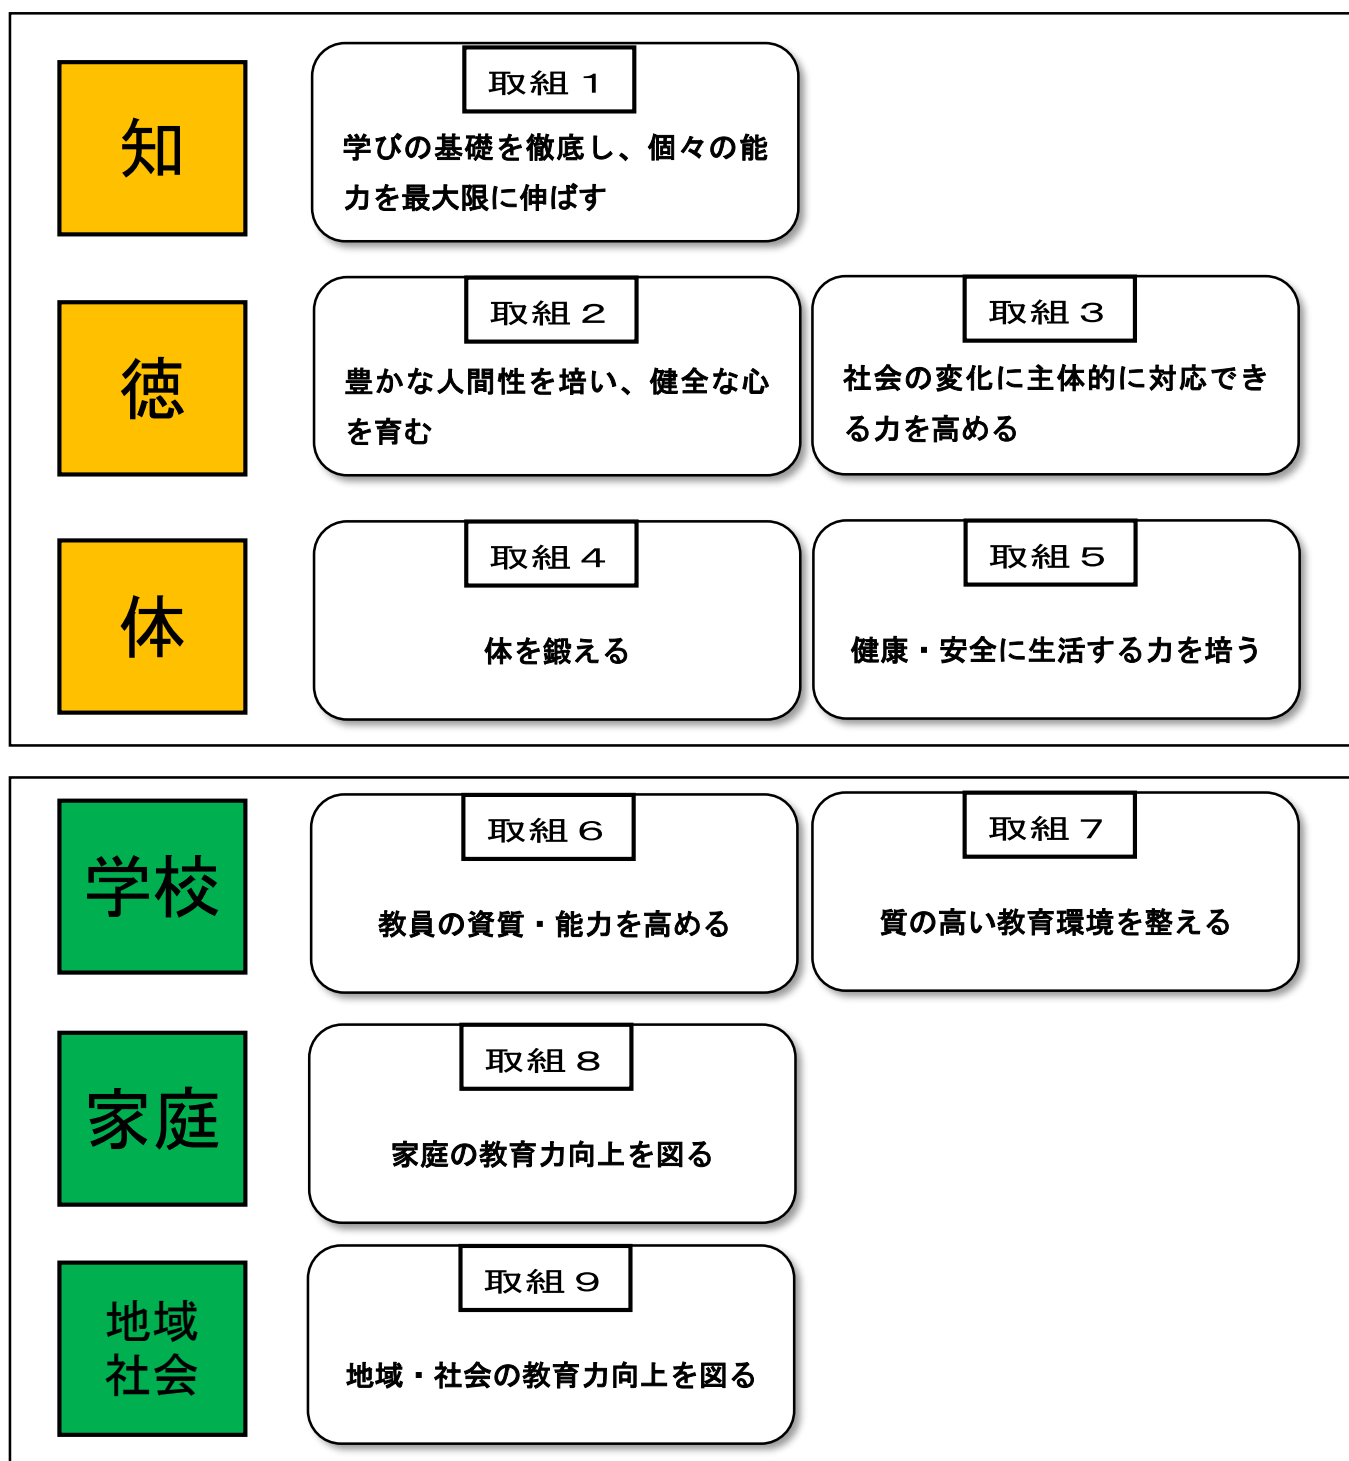 知
取組１
学びの基礎を徹底し、個々の能
力を最大限に伸ばす
徳
取組２
豊かな人間性を培い、健全な心
を育む
取組３
社会の変化に主体的に対応でき
る力を高める
体
取組４
体を鍛える
取組５
健康・安全に生活する力を培う
学校
取組６
教員の資質・能力を高める
取組７
質の高い教育環境を整える
家庭
取組８
家庭の教育力向上を図る
地域
社会
取組９
地域・社会の教育力向上を図る